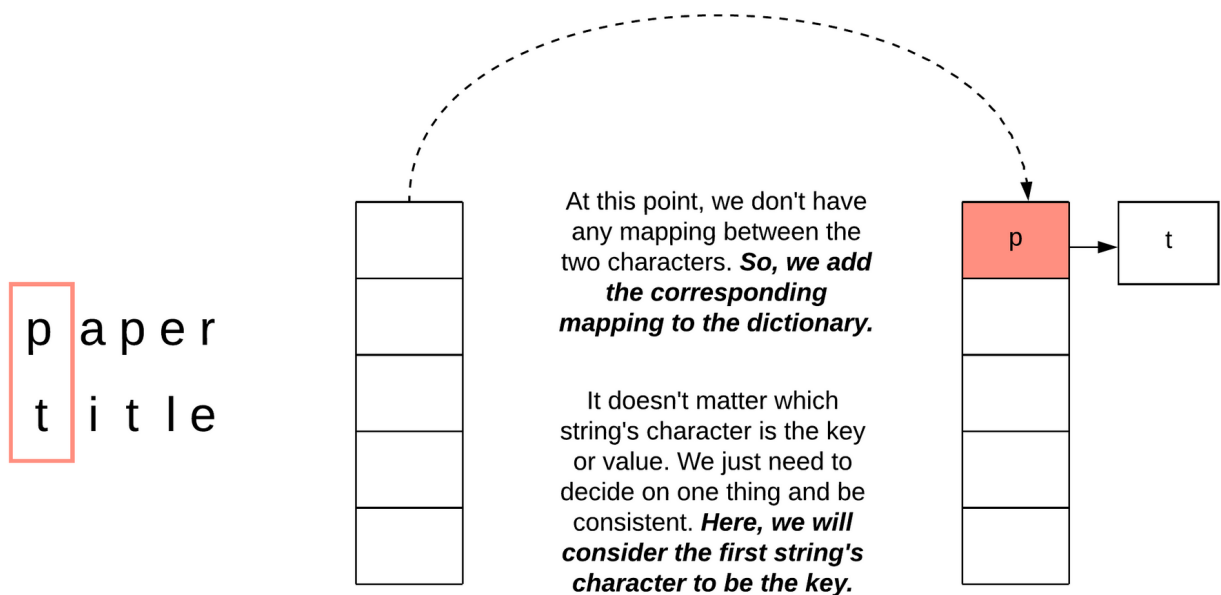 p a p e r
t i t l e
At this point, we don't have
any mapping between the
two characters. So, we add
the corresponding
mapping to the dictionary.
It doesn't matter which
string's character is the key
or value. We just need to
decide on one thing and be
consistent. Here, we will
consider the first string's
character to be the key.
p
t